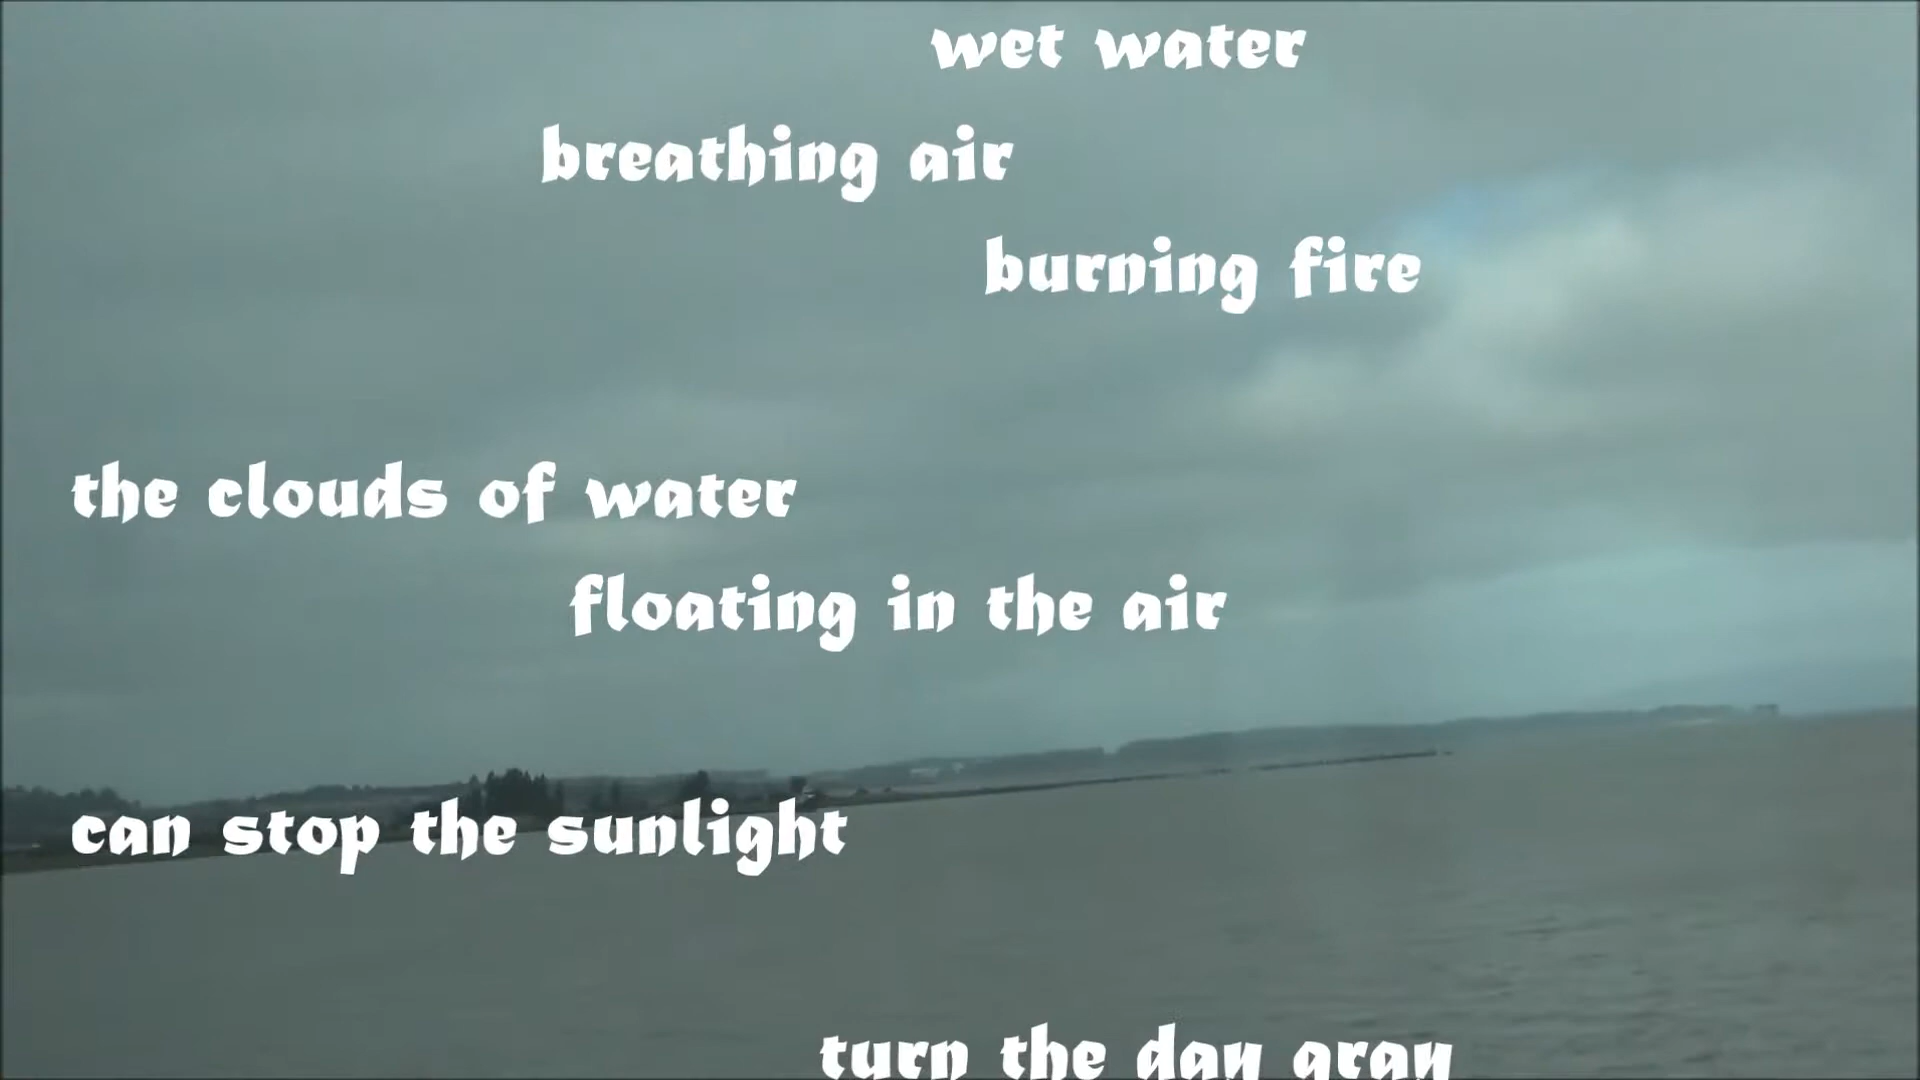 wet water
breathing air
burning fire
the clouds of water
floating in the air
can stop the sunlight
turn the day gray